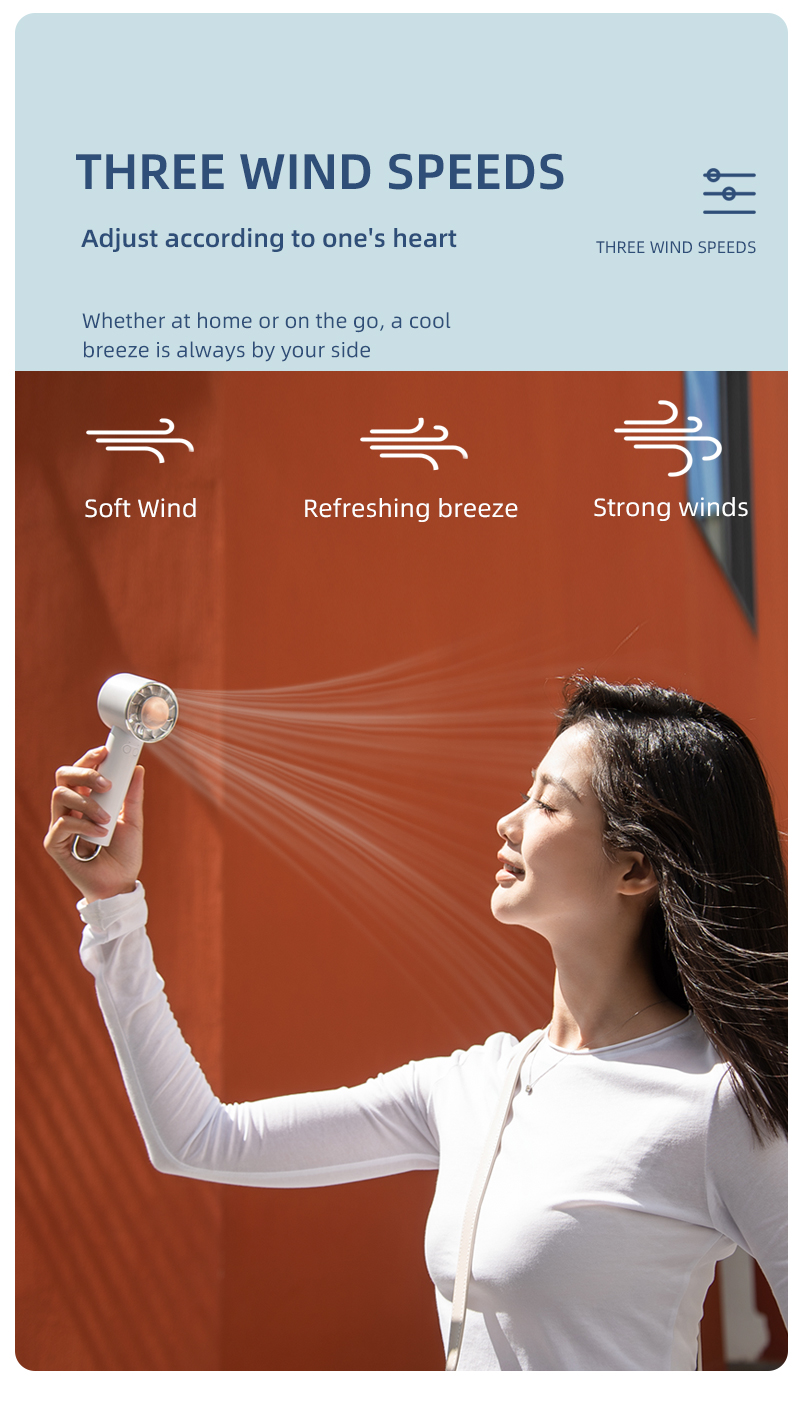 THREE WIND SPEEDS
Adjust according to one's heart
THREE WIND SPEEDS
Whether at home or on the go, a cool
breeze is always by your side
Soft Wind
Refreshing breeze
Strong winds